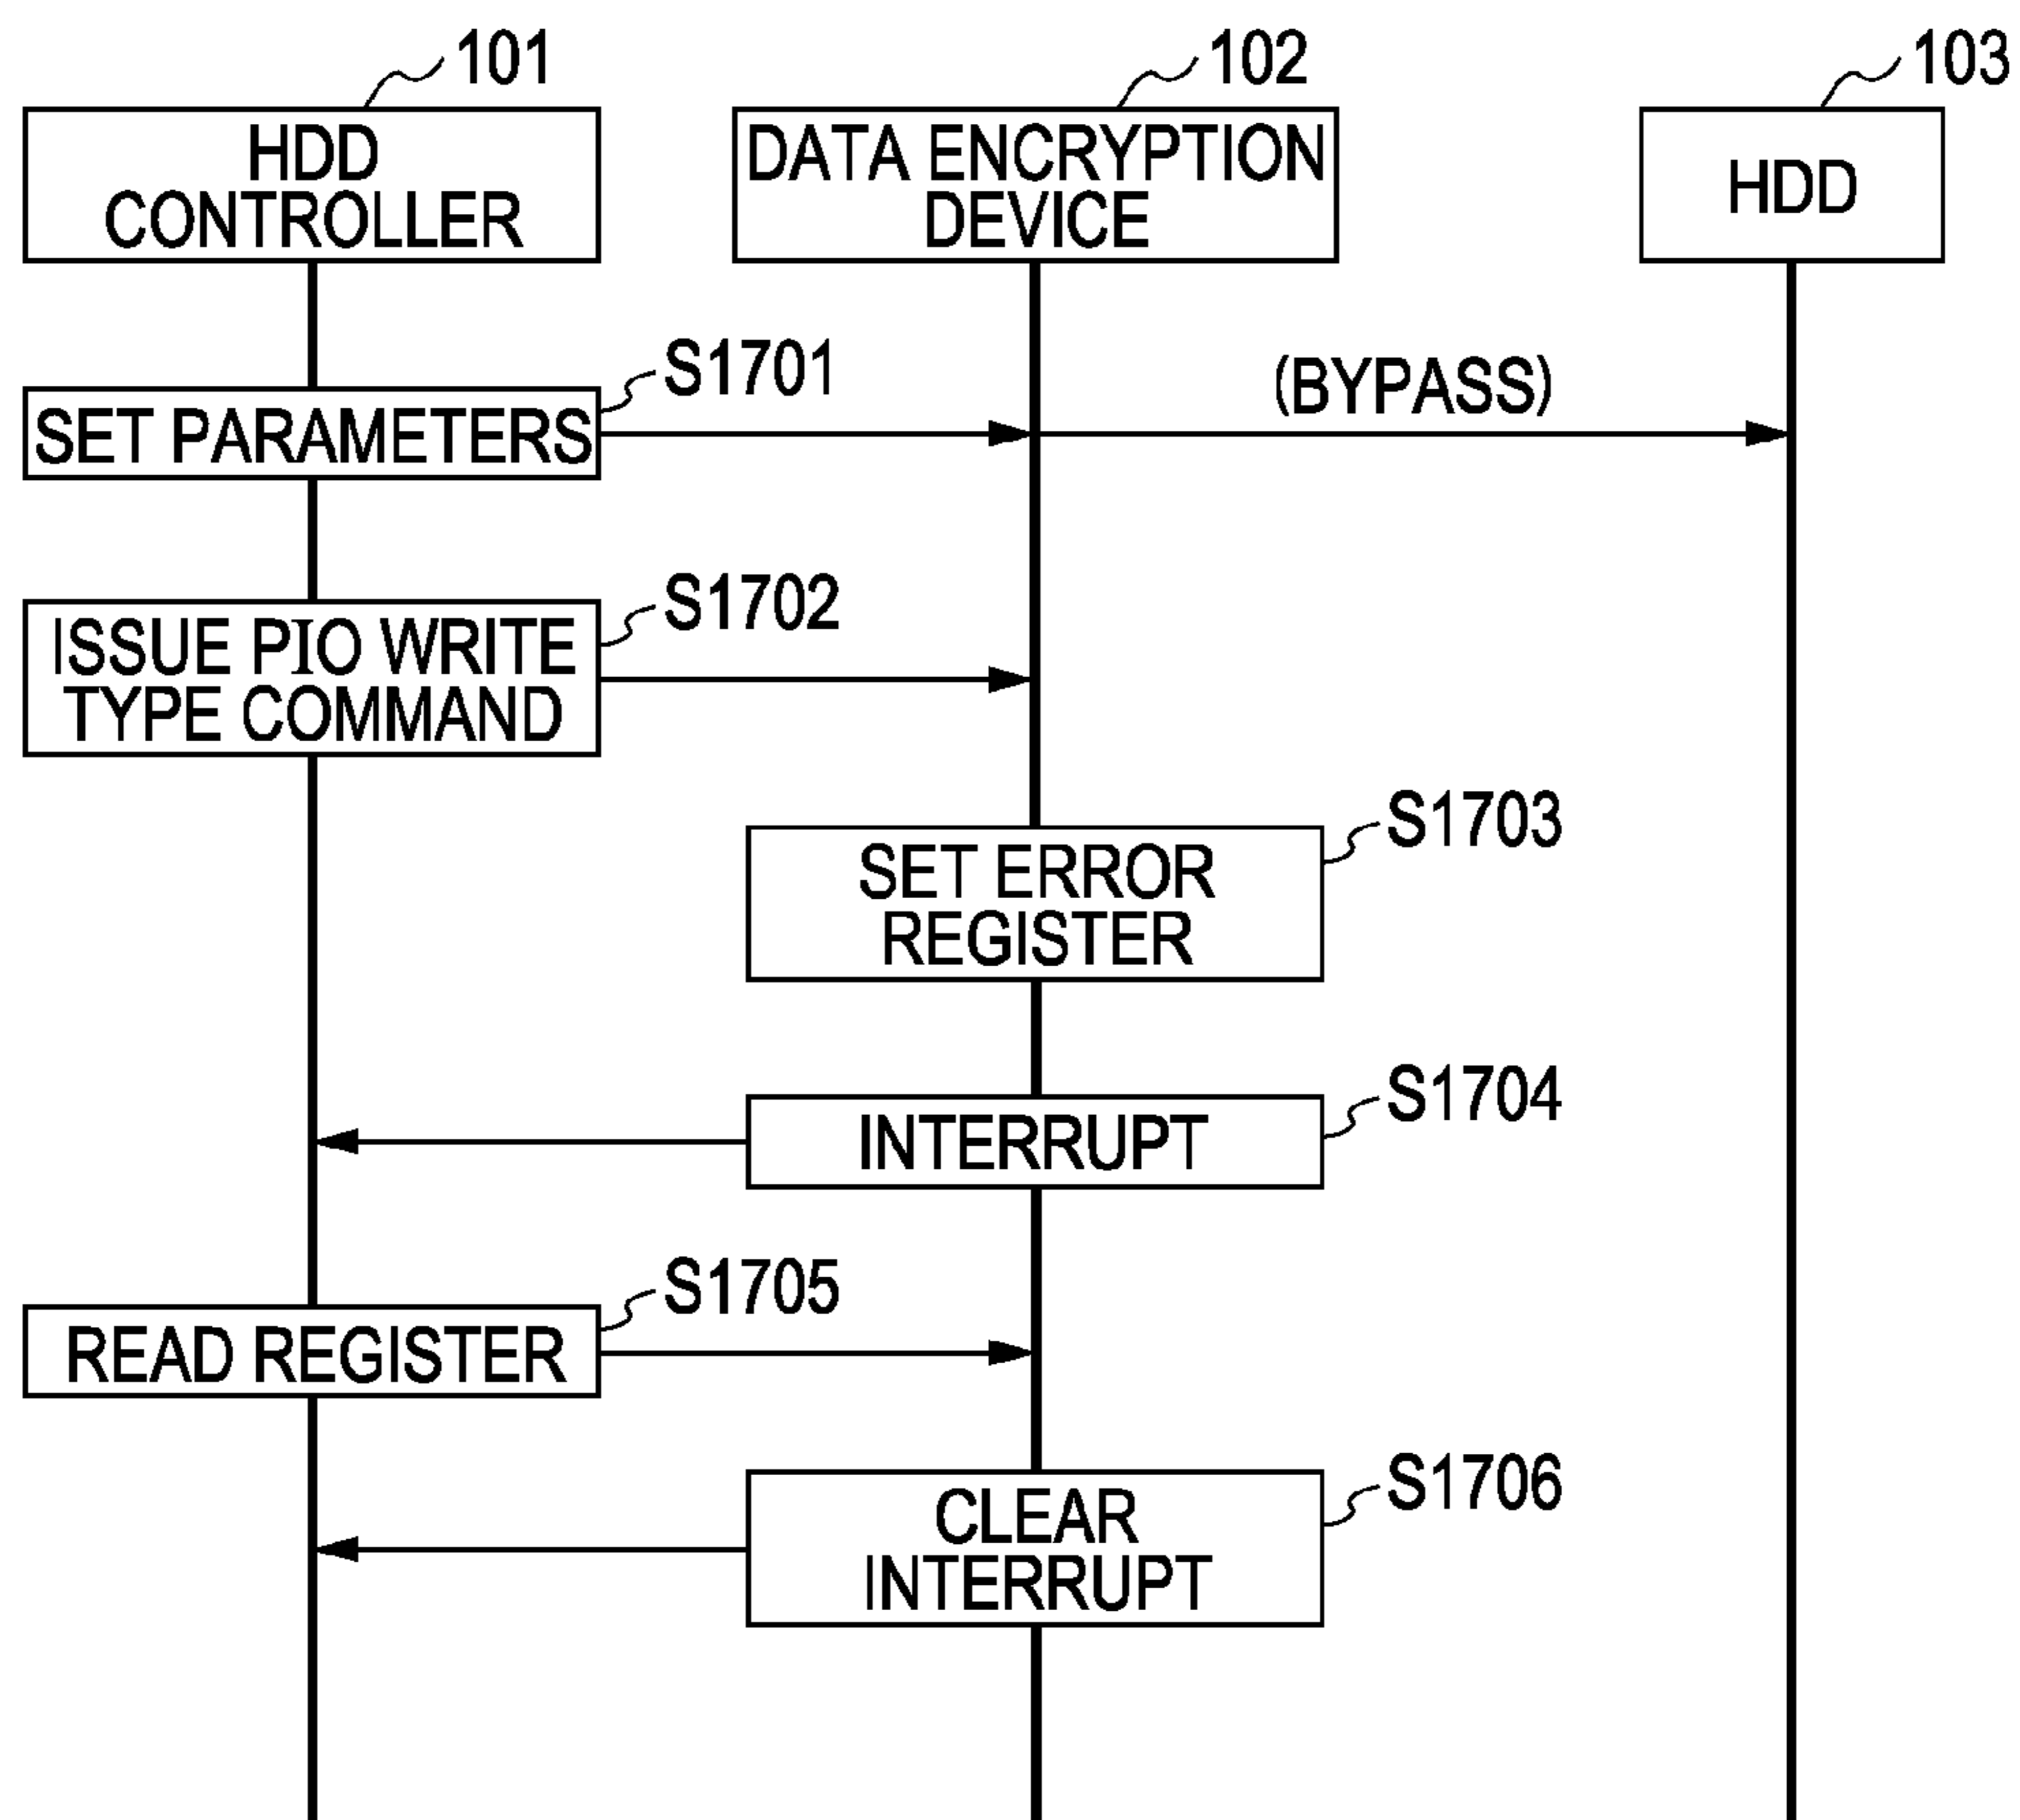 101
102
103
HDD
CONTROLLER
DATA ENCRYPTION
DEVICE
HDD
S1701
(BYPASS)
SET PARAMETERS
S1702
ISSUE PIO WRITE
TYPE COMMAND
S1703
SET ERROR
REGISTER
S1704
INTERRUPT
S1705
READ REGISTER
S1706
CLEAR
INTERRUPT